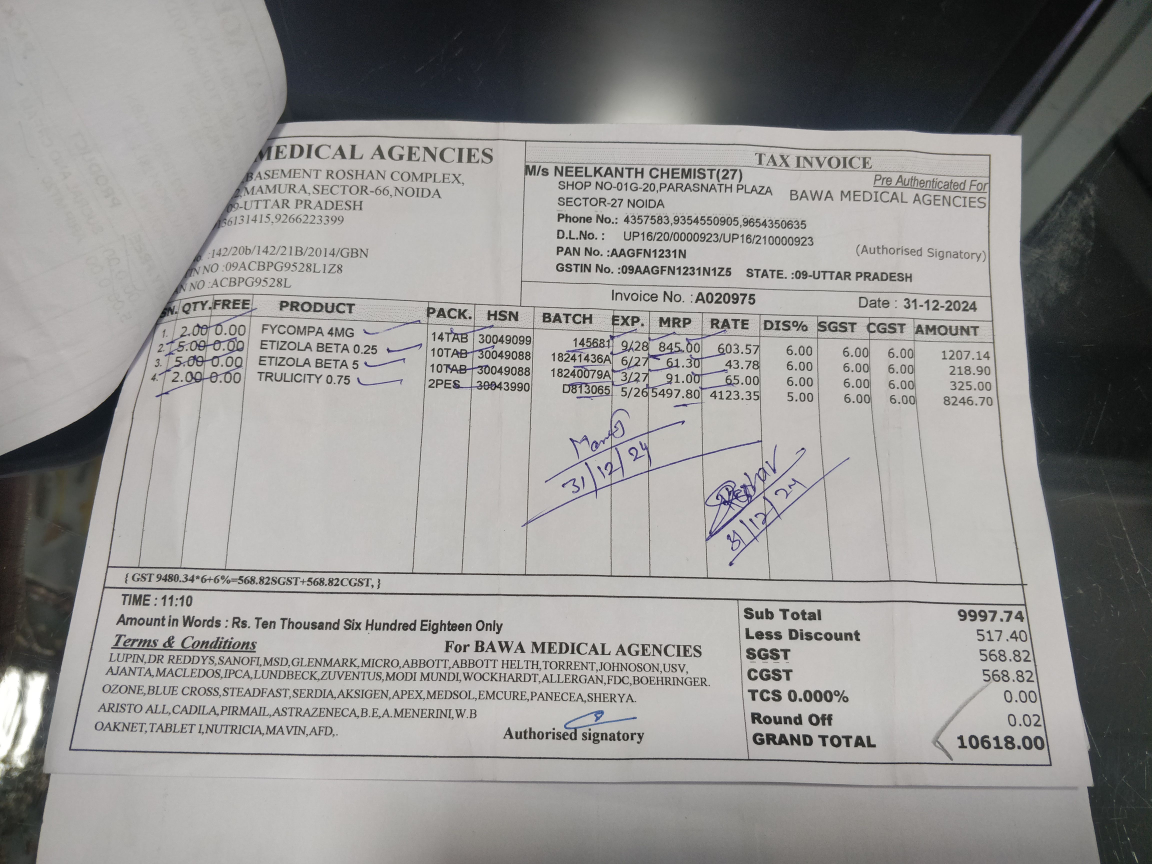 MEDICAL AGENCIES
BASEMENT ROSHAN COMPLEX,
MAMURA,SECTOR-66,NOIDA
09-UTTAR PRADESH
36131415,9266223399
142/20b/142/21B/2014/GBN
IN NO :09ACBPG9528L1Z8
N NO :ACBPG9528L
TAX INVOICE
M/s NEELKANTH CHEMIST(27)
SHOP NO-01G-20,PARASNATH PLAZA
SECTOR-27 NOIDA
Phone No.: 4357583,9354550905,9654350635
D.L.No.: UP16/20/0000923/UP16/210000923
PAN No. :AAGFN1231N
GSTIN No. :09AAGFN1231N1Z5 STATE. :09-UTTAR PRADESH
Pre Authenticated For
BAWA MEDICAL AGENCIES
(Authorised Signatory)
Invoice No. :A020975 Date : 31-12-2024
SN. QTY.FREE PRODUCT PACK. HSN BATCH EXP. MRP RATE DIS% SGST CGST AMOUNT
1. 2.00 0.00 FYCOMPA 4MG 14TAB 30049099 145681 9/28 845.00 603.57 6.00 6.00 6.00 1207.14
2. 5.00 0.00 ETIZOLA BETA 0.25 10TAB 30049088 18241436A 6/27 61.30 43.78 6.00 6.00 6.00 218.90
3. 5.00 0.00 ETIZOLA BETA 5 10TAB 30049088 18240079A 3/27 91.00 65.00 6.00 6.00 6.00 325.00
4. 2.00 0.00 TRULICITY 0.75 2PES 30043990 D813065 5/26 5497.80 4123.35 5.00 6.00 6.00 8246.70
31/12/24
31/12/24
{ GST 9480.34*6+6%=568.82SGST+568.82CGST, }
TIME : 11:10
Amount in Words : Rs. Ten Thousand Six Hundred Eighteen Only
Terms & Conditions For BAWA MEDICAL AGENCIES
LUPIN,DR REDDYS,SANOFI,MSD,GLENMARK,MICRO,ABBOTT,ABBOTT HELTH,TORRENT,JOHNOSON,USV,
AJANTA,MACLEDOS,IPCA,LUNDBECK,ZUVENTUS,MODI MUNDI,WOCKHARDT,ALLERGAN,FDC,BOEHRINGER.
OZONE,BLUE CROSS,STEADFAST,SERDIA,AKSIGEN,APEX,MEDSOL,EMCURE,PANECEA,SHERYA.
ARISTO ALL,CADILA,PIRMAIL,ASTRAZENECA,B.E,A.MENERINI,W.B
OAKNET,TABLET I,NUTRICIA,MAVIN,AFD,.
Authorised signatory
Sub Total 9997.74
Less Discount 517.40
SGST 568.82
CGST 568.82
TCS 0.000% 0.00
Round Off 0.02
GRAND TOTAL 10618.00